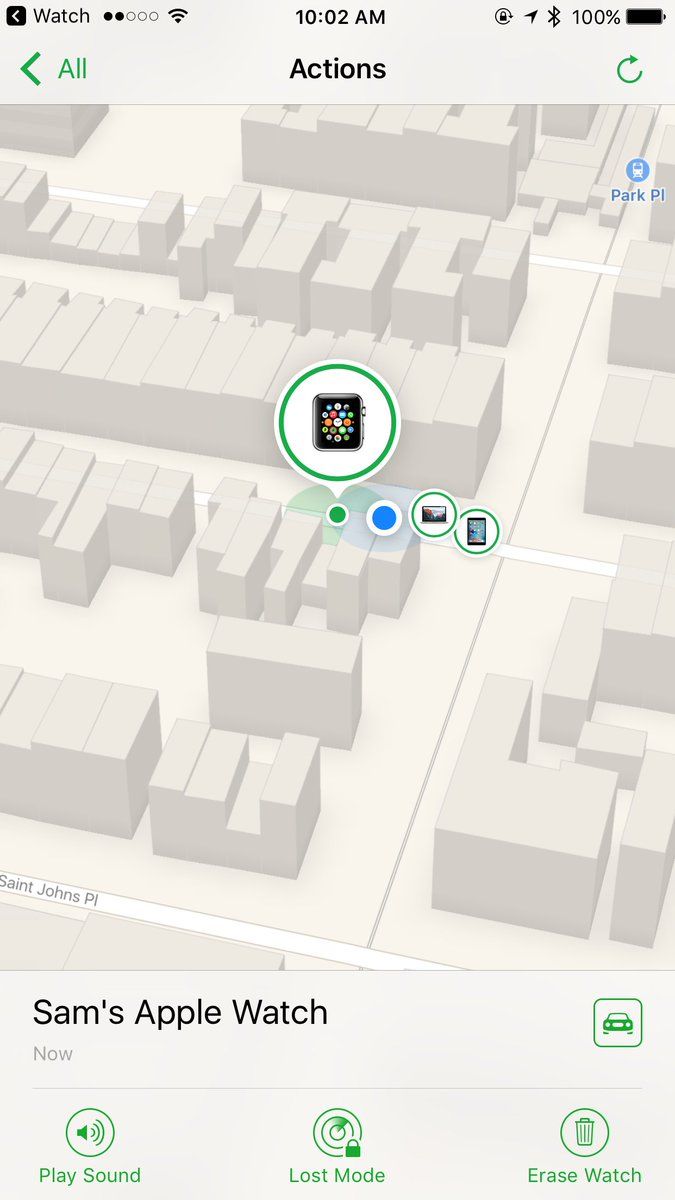 Watch
10:02 AM
100%
All
Actions
Park Pl
Saint Johns Pl
Sam's Apple Watch
Now
Play Sound
Lost Mode
Erase Watch